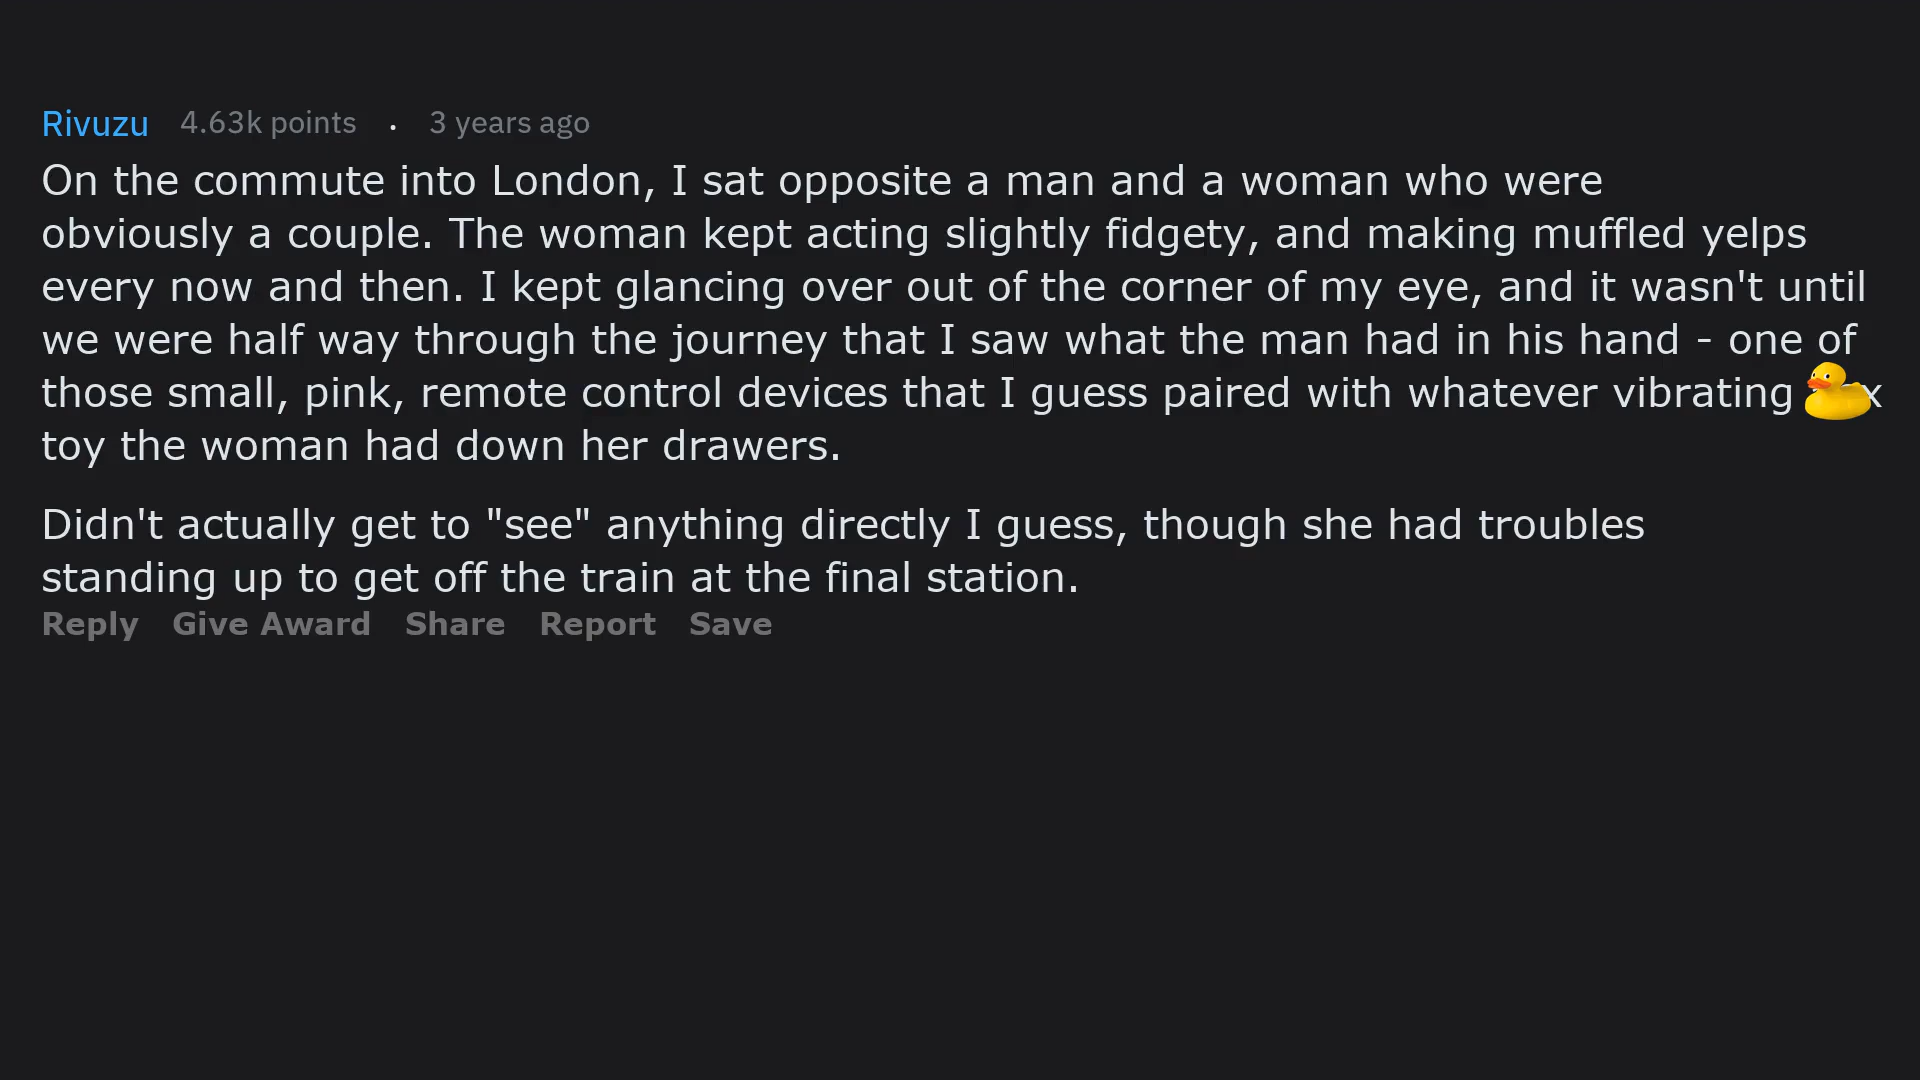 Rivuzu 4.63k points . 3 years ago
On the commute into London, I sat opposite a man and a woman who were
obviously a couple. The woman kept acting slightly fidgety, and making muffled yelps
every now and then. I kept glancing over out of the corner of my eye, and it wasn't until
we were half way through the journey that I saw what the man had in his hand - one of
those small, pink, remote control devices that I guess paired with whatever vibrating
toy the woman had down her drawers.
Didn't actually get to "see" anything directly I guess, though she had troubles
standing up to get off the train at the final station.
Reply Give Award Share Report Save